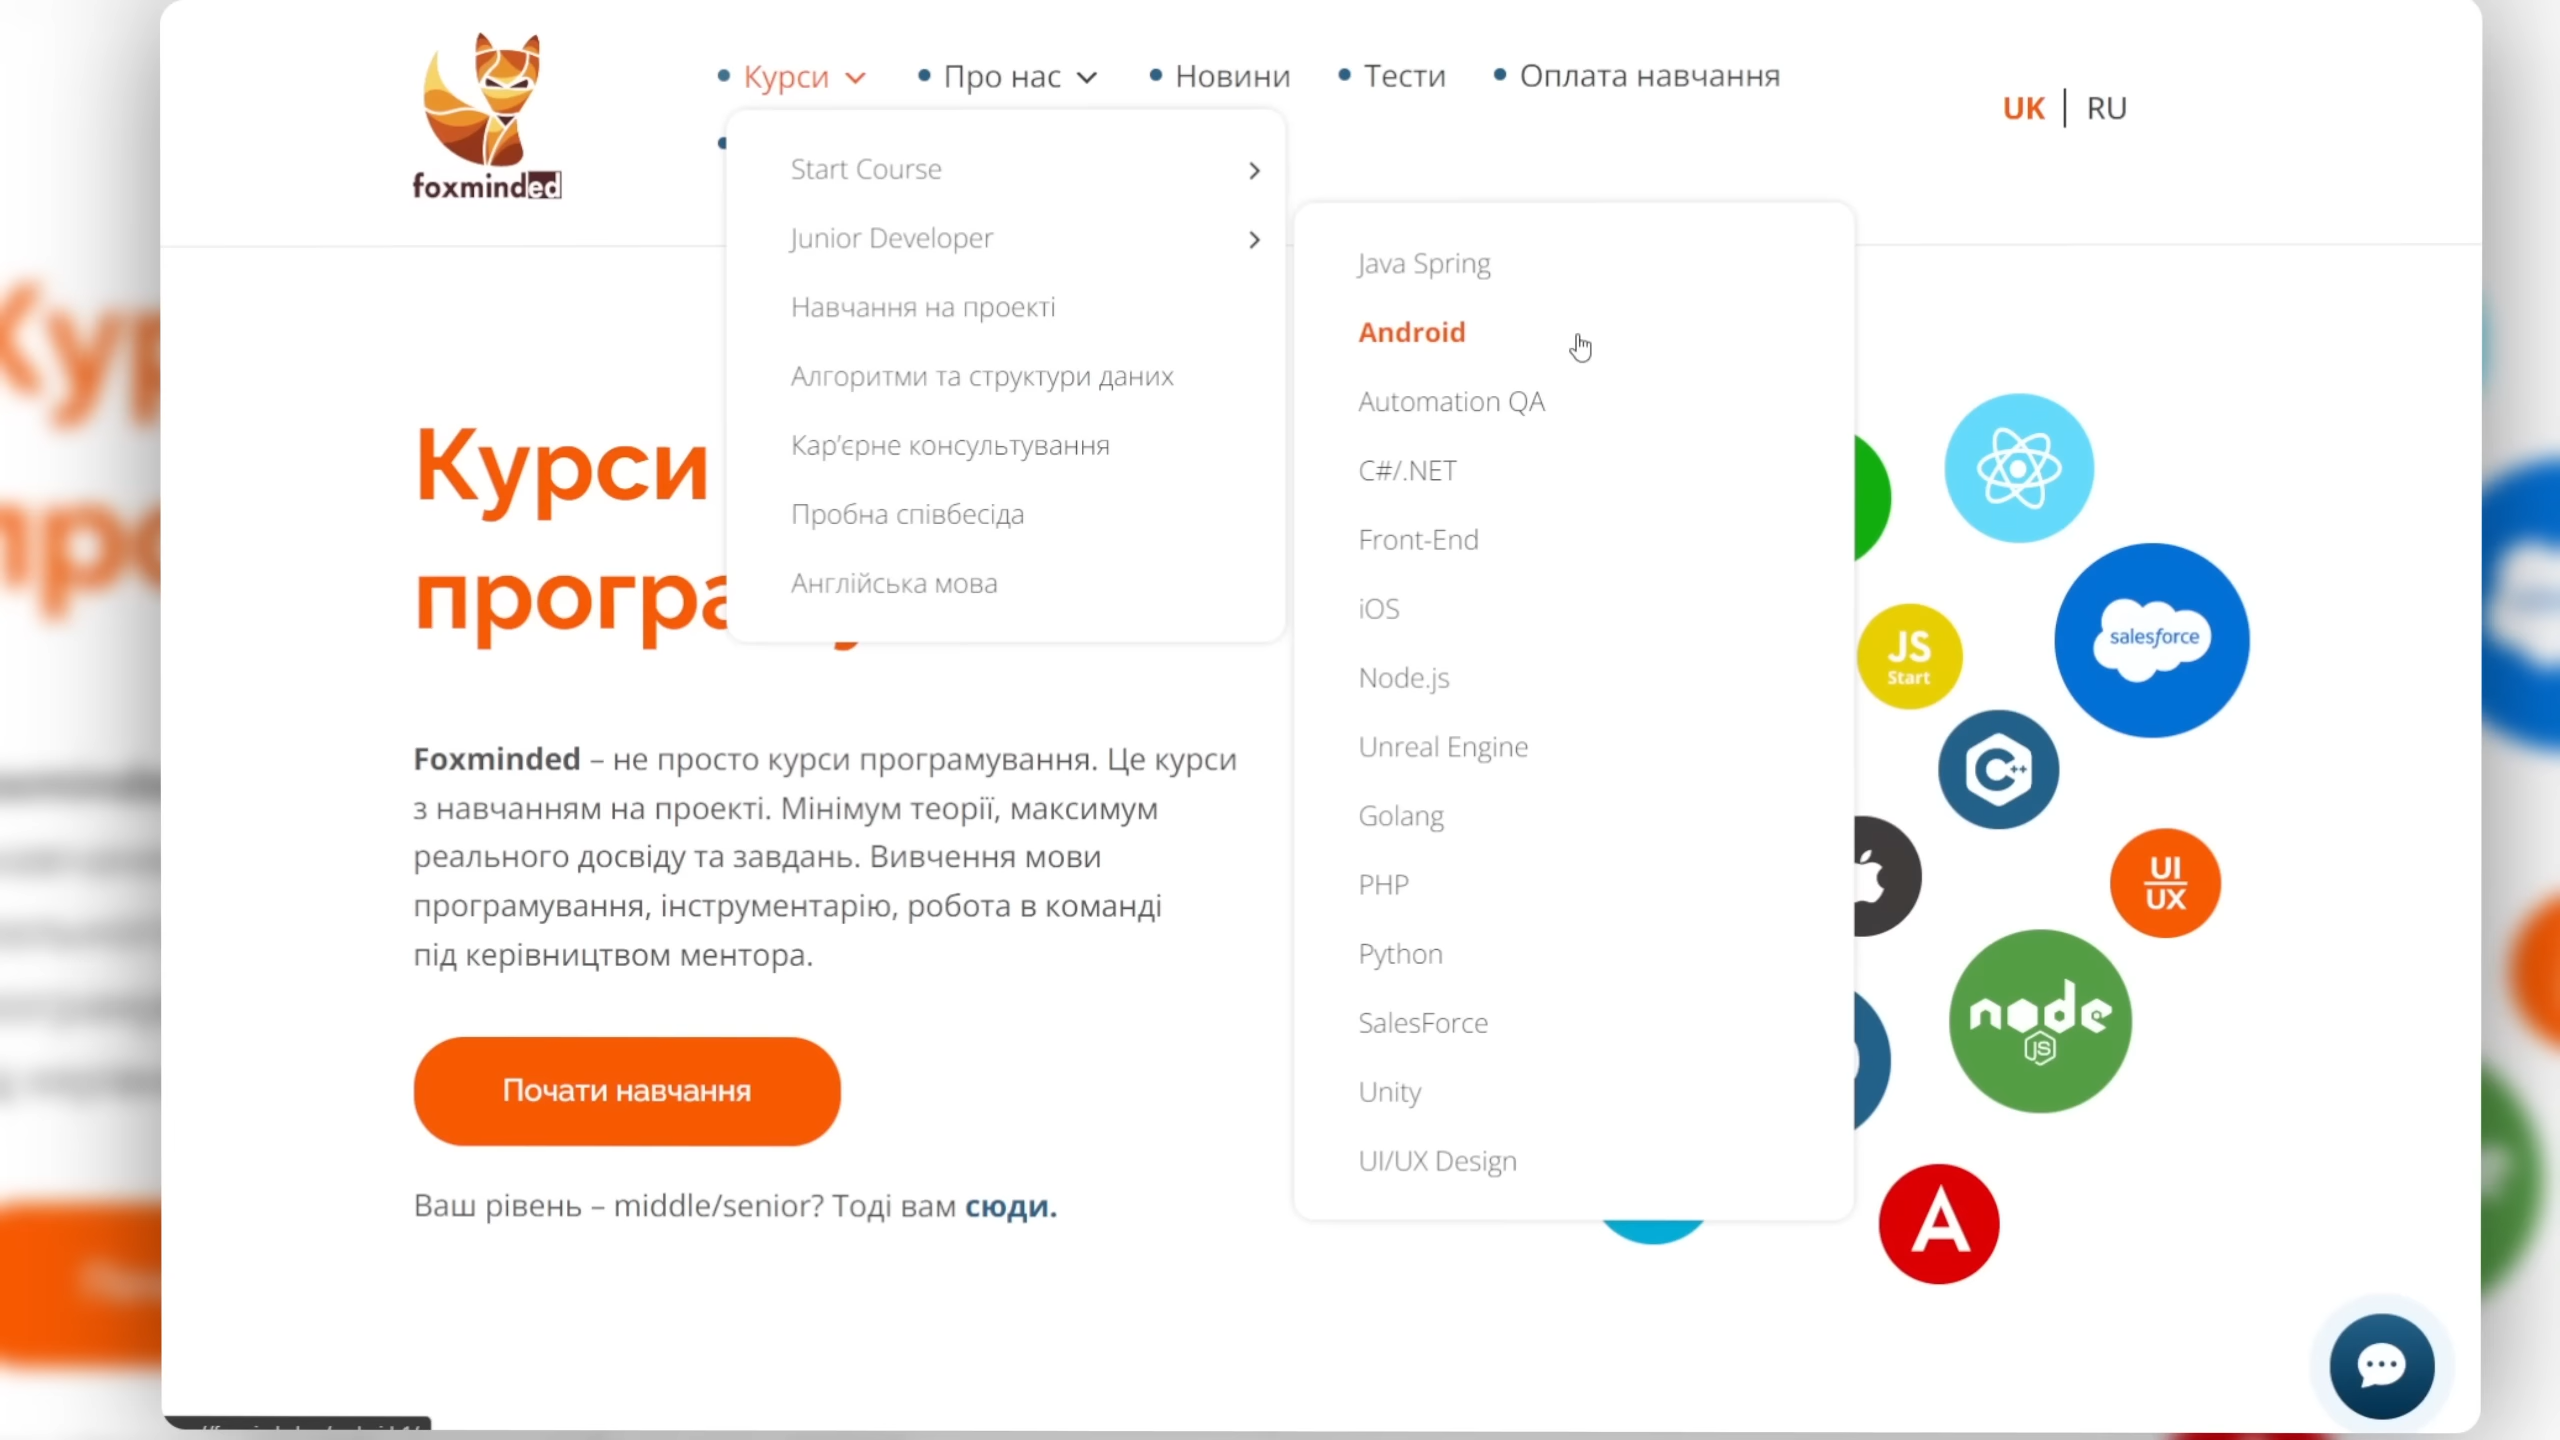 foxminded
Курси
Про нас
Новини
Тести
Оплата навчання
UK | RU
Start Course
Junior Developer
Навчання на проекті
Алгоритми та структури даних
Кар’єрне консультування
Пробна співбесіда
Англійська мова
Java Spring
Android
Automation QA
C#/.NET
Front-End
iOS
Node.js
Unreal Engine
Golang
PHP
Python
SalesForce
Unity
UI/UX Design
Курси
Foxminded – не просто курси програмування. Це курси
з навчанням на проекті. Мінімум теорії, максимум
реального досвіду та завдань. Вивчення мови
програмування, інструментарію, робота в команді
під керівництвом ментора.
Почати навчання
Ваш рівень – middle/senior? Тоді вам сюди.
salesforce
JS
Start
C++
UI
UX
node
JS
A